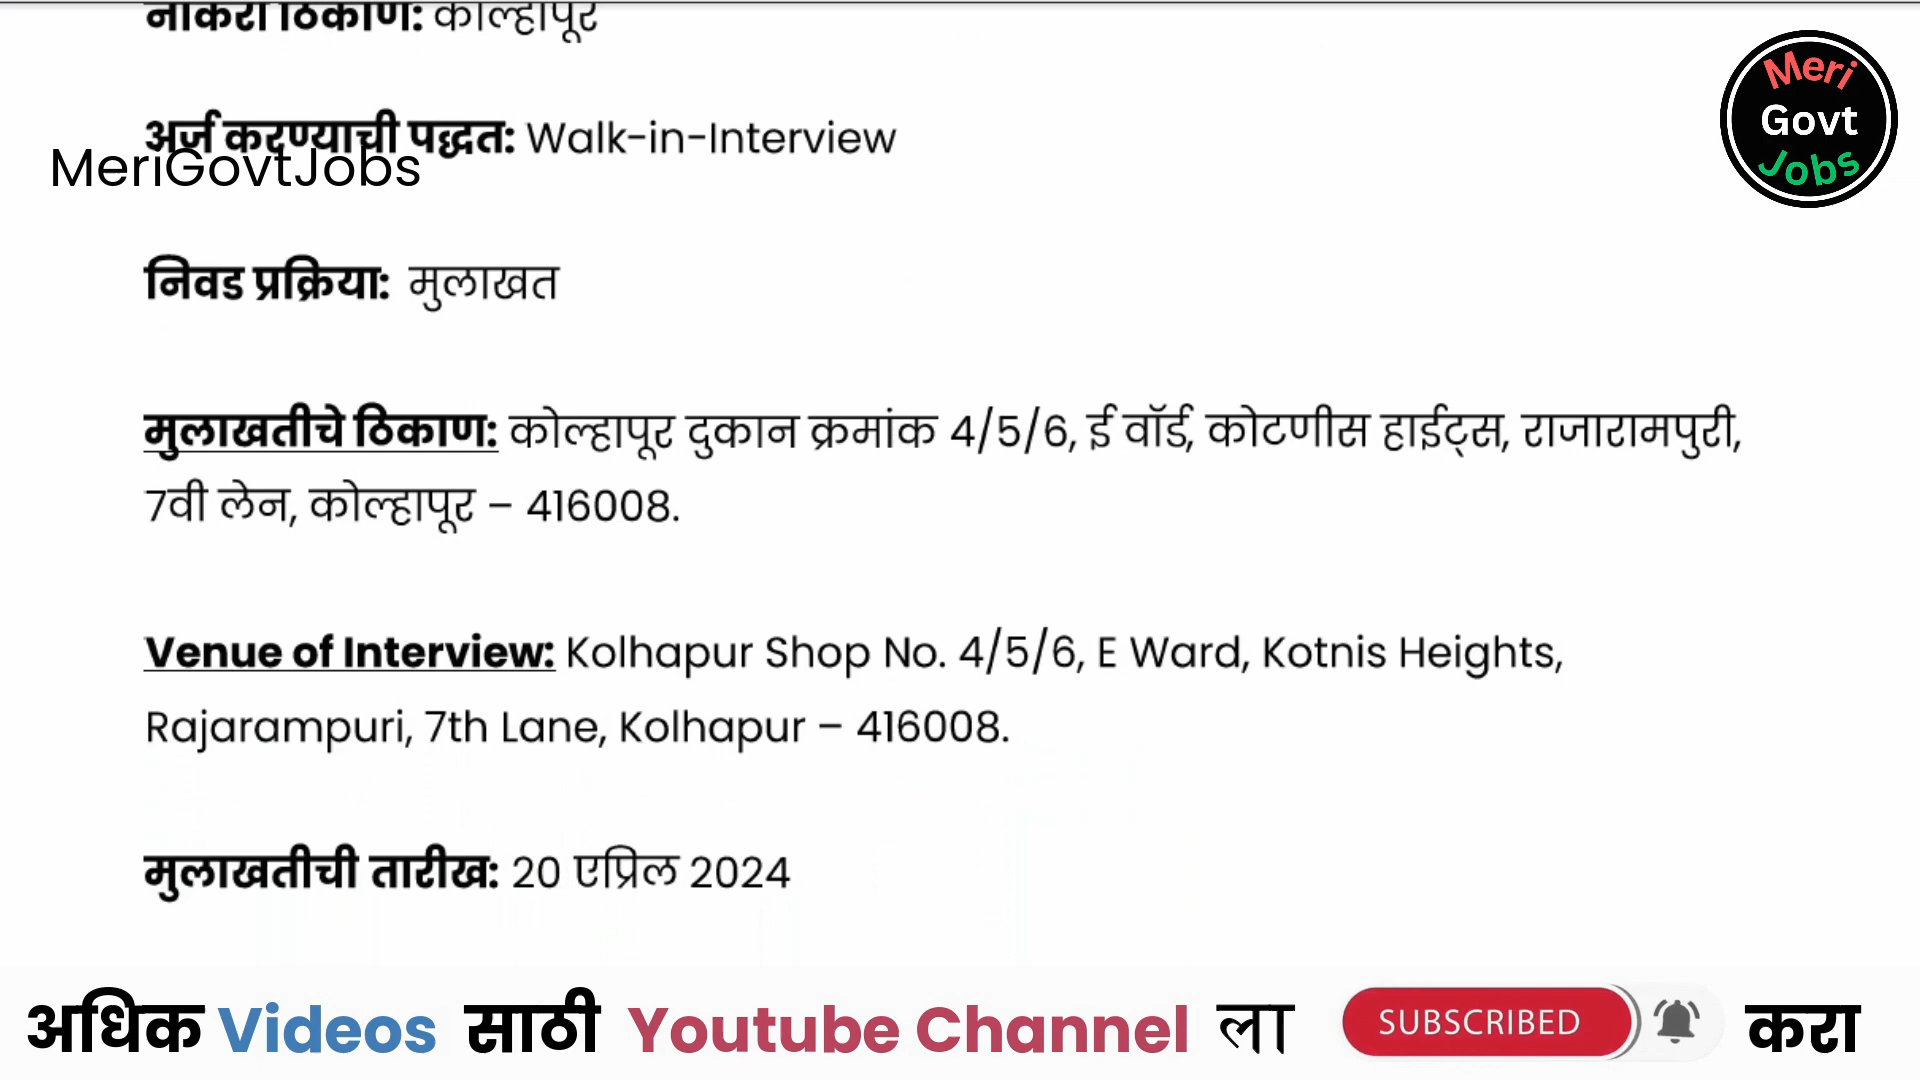 नोकरी ठिकाण: कोल्हापूर
अर्ज करण्याची पद्धत: Walk-in-Interview
MeriGovtJobs
Meri
Govt
Jobs
निवड प्रक्रिया: मुलाखत
मुलाखतीचे ठिकाण: कोल्हापूर दुकान क्रमांक 4/5/6, ई वॉर्ड, कोटणीस हाईट्स, राजारामपुरी,
7वी लेन, कोल्हापूर – 416008.
Venue of Interview: Kolhapur Shop No. 4/5/6, E Ward, Kotnis Heights,
Rajarampuri, 7th Lane, Kolhapur – 416008.
मुलाखतीची तारीख: 20 एप्रिल 2024
अधिक Videos साठी Youtube Channel ला SUBSCRIBED करा